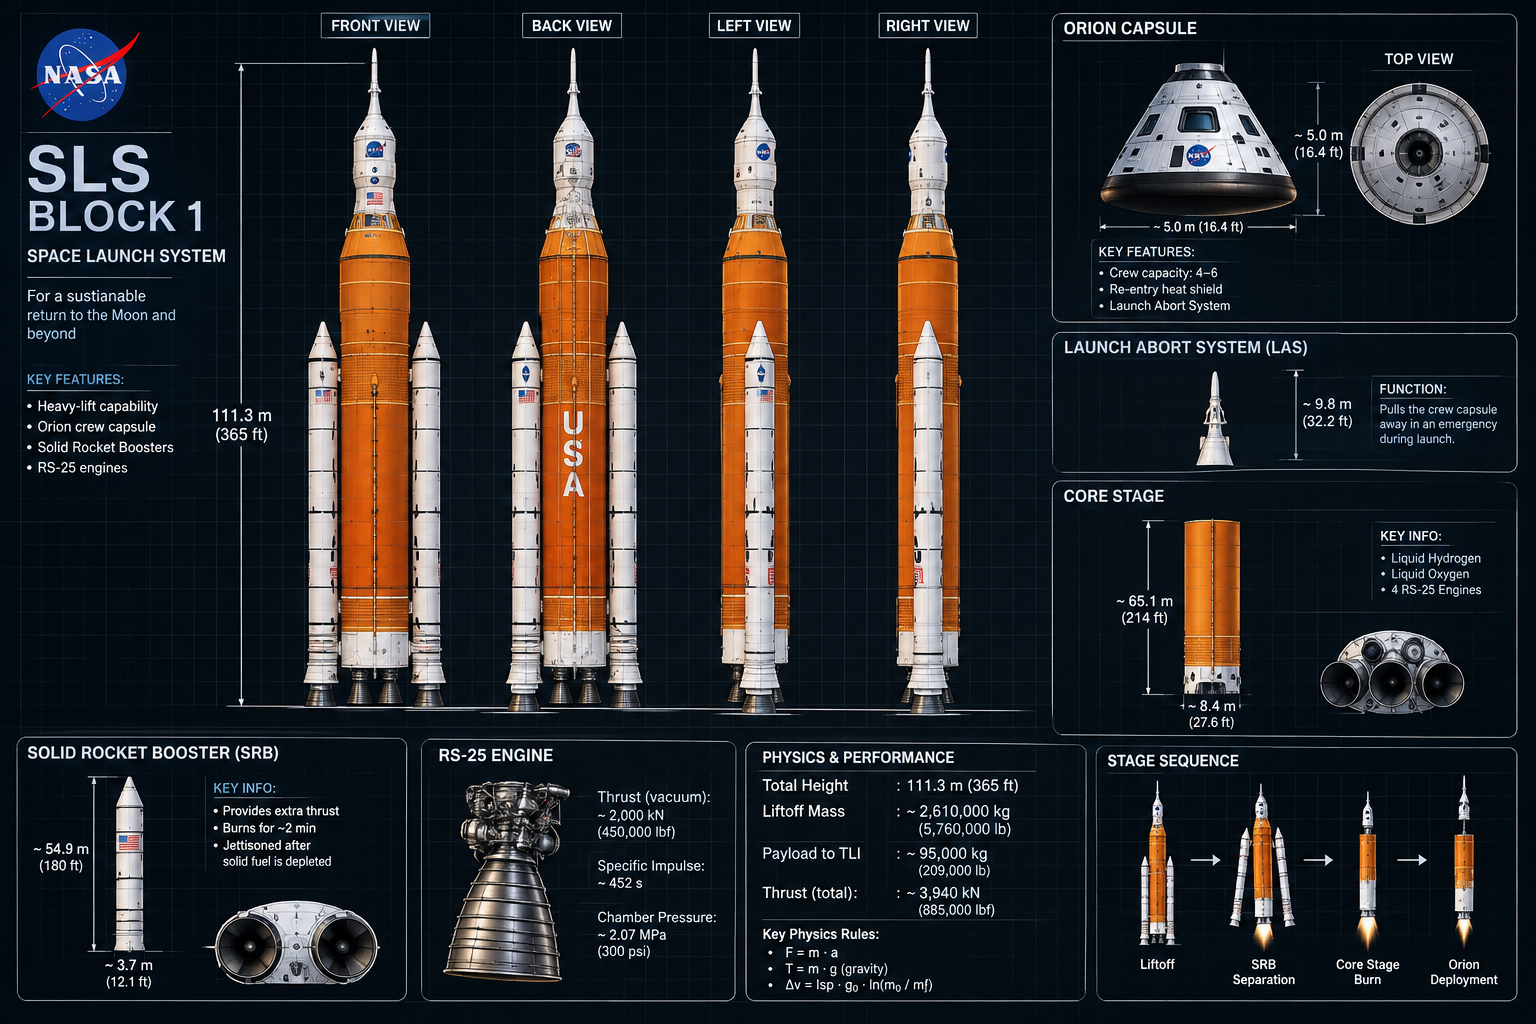 FRONT VIEW
BACK VIEW
LEFT VIEW
RIGHT VIEW
NASA
SLS
BLOCK 1
SPACE LAUNCH SYSTEM
For a sustianable
return to the Moon and
beyond
KEY FEATURES:
• Heavy-lift capability
• Orion crew capsule
• Solid Rocket Boosters
• RS-25 engines
111.3 m
(365 ft)
USA
ORION CAPSULE
TOP VIEW
NASA
~ 5.0 m
(16.4 ft)
~ 5.0 m (16.4 ft)
KEY FEATURES:
• Crew capacity: 4–6
• Re-entry heat shield
• Launch Abort System
LAUNCH ABORT SYSTEM (LAS)
~ 9.8 m
(32.2 ft)
FUNCTION:
Pulls the crew capsule
away in an emergency
during launch.
CORE STAGE
~ 65.1 m
(214 ft)
~ 8.4 m
(27.6 ft)
KEY INFO:
• Liquid Hydrogen
• Liquid Oxygen
• 4 RS-25 Engines
SOLID ROCKET BOOSTER (SRB)
~ 54.9 m
(180 ft)
~ 3.7 m
(12.1 ft)
KEY INFO:
• Provides extra thrust
• Burns for ~2 min
• Jettisoned after
solid fuel is depleted
RS-25 ENGINE
Thrust (vacuum):
~ 2,000 kN
(450,000 lbf)
Specific Impulse:
~ 452 s
Chamber Pressure:
~ 2.07 MPa
(300 psi)
PHYSICS & PERFORMANCE
Total Height : 111.3 m (365 ft)
Liftoff Mass : ~ 2,610,000 kg
(5,760,000 lb)
Payload to TLI : ~ 95,000 kg
(209,000 lb)
Thrust (total): : ~ 3,940 kN
(885,000 lbf)
Key Physics Rules:
• F = m · a
• T = m · g (gravity)
• Δv = Isp · g₀ · ln(m₀ / mf)
STAGE SEQUENCE
Liftoff
SRB
Separation
Core Stage
Burn
Orion
Deployment